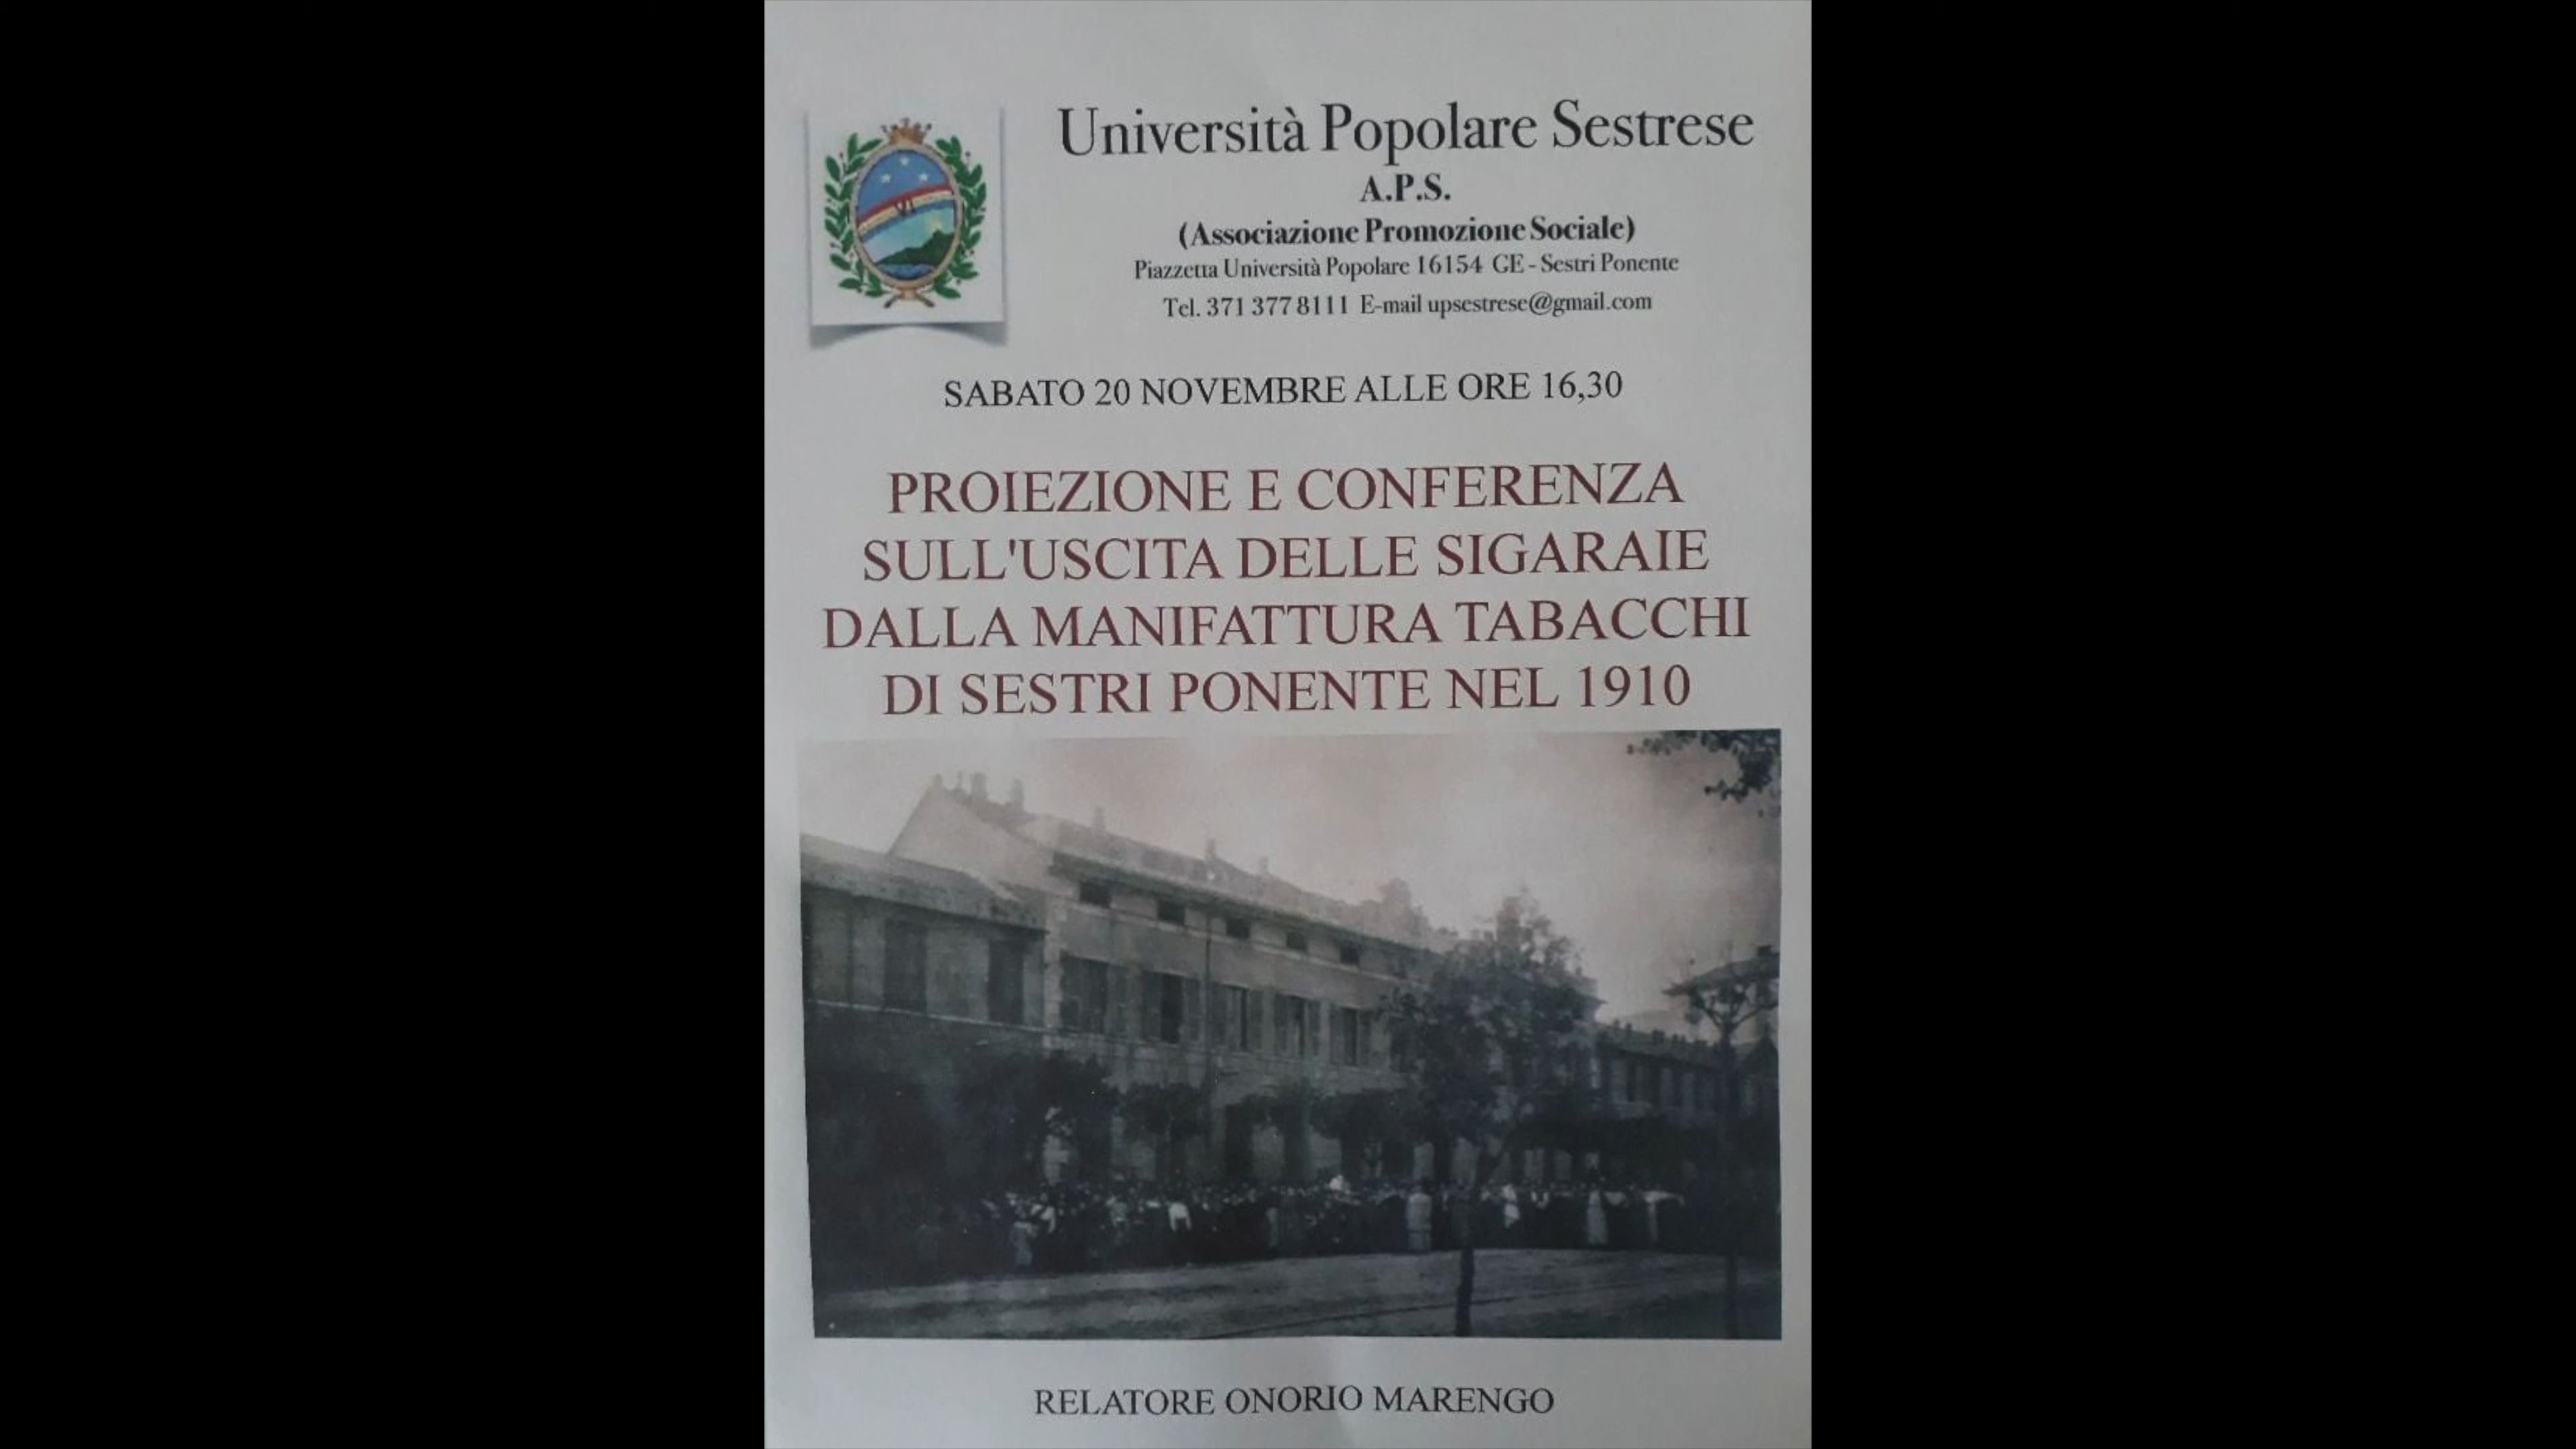 Università Popolare Sestrese
A.P.S.
(Associazione Promozione Sociale)
Piazzetta Università Popolare 16154 GE - Sestri Ponente
Tel. 371 377 8111 E-mail upsestrese@gmail.com
SABATO 20 NOVEMBRE ALLE ORE 16,30
PROIEZIONE E CONFERENZA
SULL'USCITA DELLE SIGARAIE
DALLA MANIFATTURA TABACCHI
DI SESTRI PONENTE NEL 1910
RELATORE ONORIO MARENGO